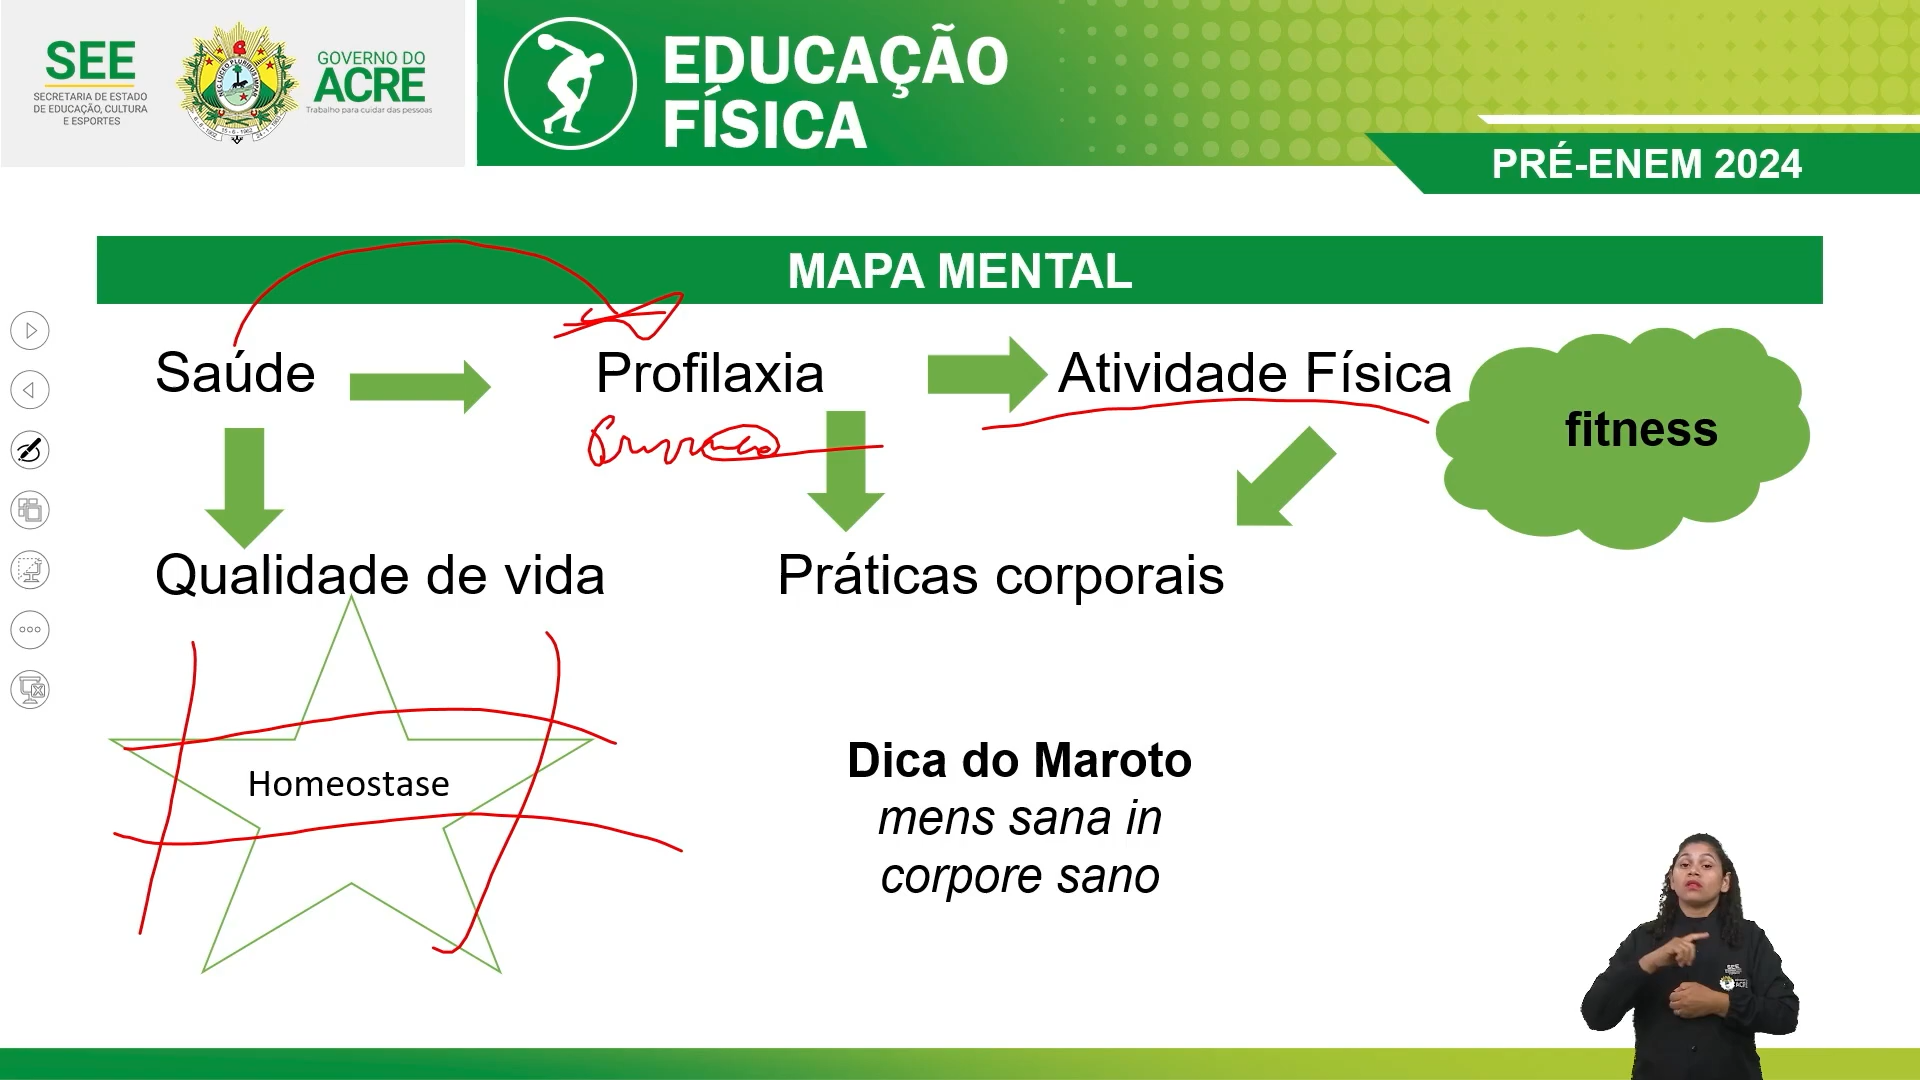 SEE
SECRETARIA DE ESTADO
DE EDUCAÇÃO, CULTURA
E ESPORTES
GOVERNO DO
ACRE
Trabalho para cuidar das pessoas
EDUCAÇÃO
FÍSICA
PRÉ-ENEM 2024
MAPA MENTAL
Saúde
Profilaxia
Atividade Física
fitness
Qualidade de vida
Práticas corporais
Homeostase
Dica do Maroto
mens sana in
corpore sano